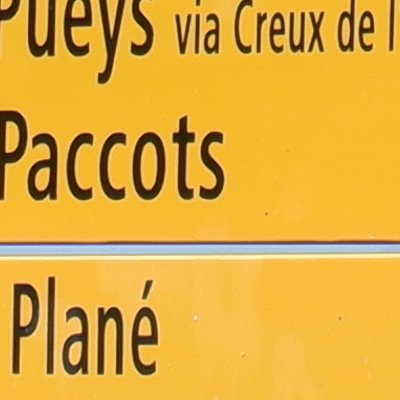 Pueys via Creux de l
Paccots
Plané